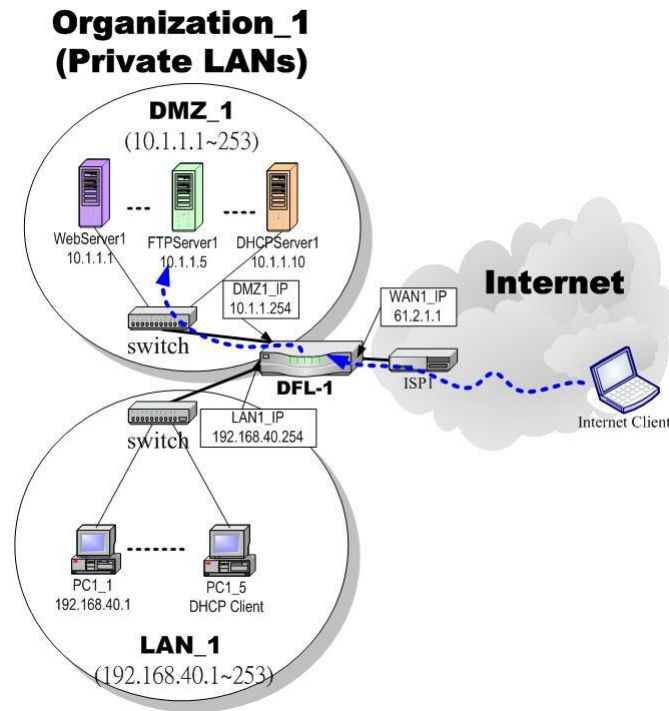 Organization_1
(Private LANs)
DMZ_1
(10.1.1.1~253)
WebServer1
10.1.1.1
FTPServer1
10.1.1.5
DHCPServer1
10.1.1.10
DMZ1_IP
10.1.1.254
WAN1_IP
61.2.1.1
Internet
switch
DFL-1
ISP1
Internet Client
LAN1_IP
192.168.40.254
switch
PC1_1
192.168.40.1
PC1_5
DHCP Client
LAN_1
(192.168.40.1~253)